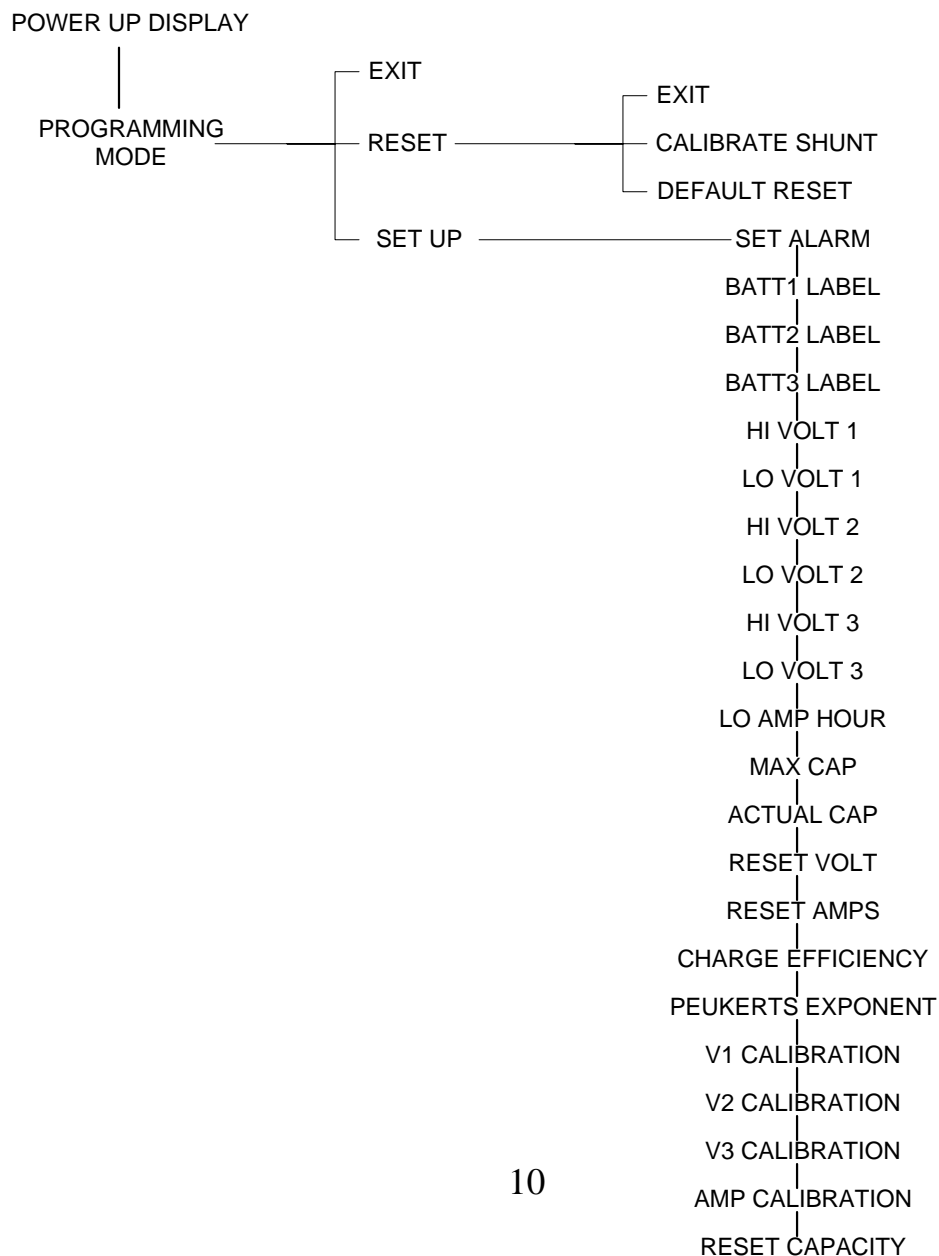 POWER UP DISPLAY
EXIT
EXIT
PROGRAMMING
MODE
RESET
CALIBRATE SHUNT
DEFAULT RESET
SET UP
SET ALARM
BATT1 LABEL
BATT2 LABEL
BATT3 LABEL
HI VOLT 1
LO VOLT 1
HI VOLT 2
LO VOLT 2
HI VOLT 3
LO VOLT 3
LO AMP HOUR
MAX CAP
ACTUAL CAP
RESET VOLT
RESET AMPS
CHARGE EFFICIENCY
PEUKERTS EXPONENT
V1 CALIBRATION
V2 CALIBRATION
V3 CALIBRATION
AMP CALIBRATION
RESET CAPACITY
10